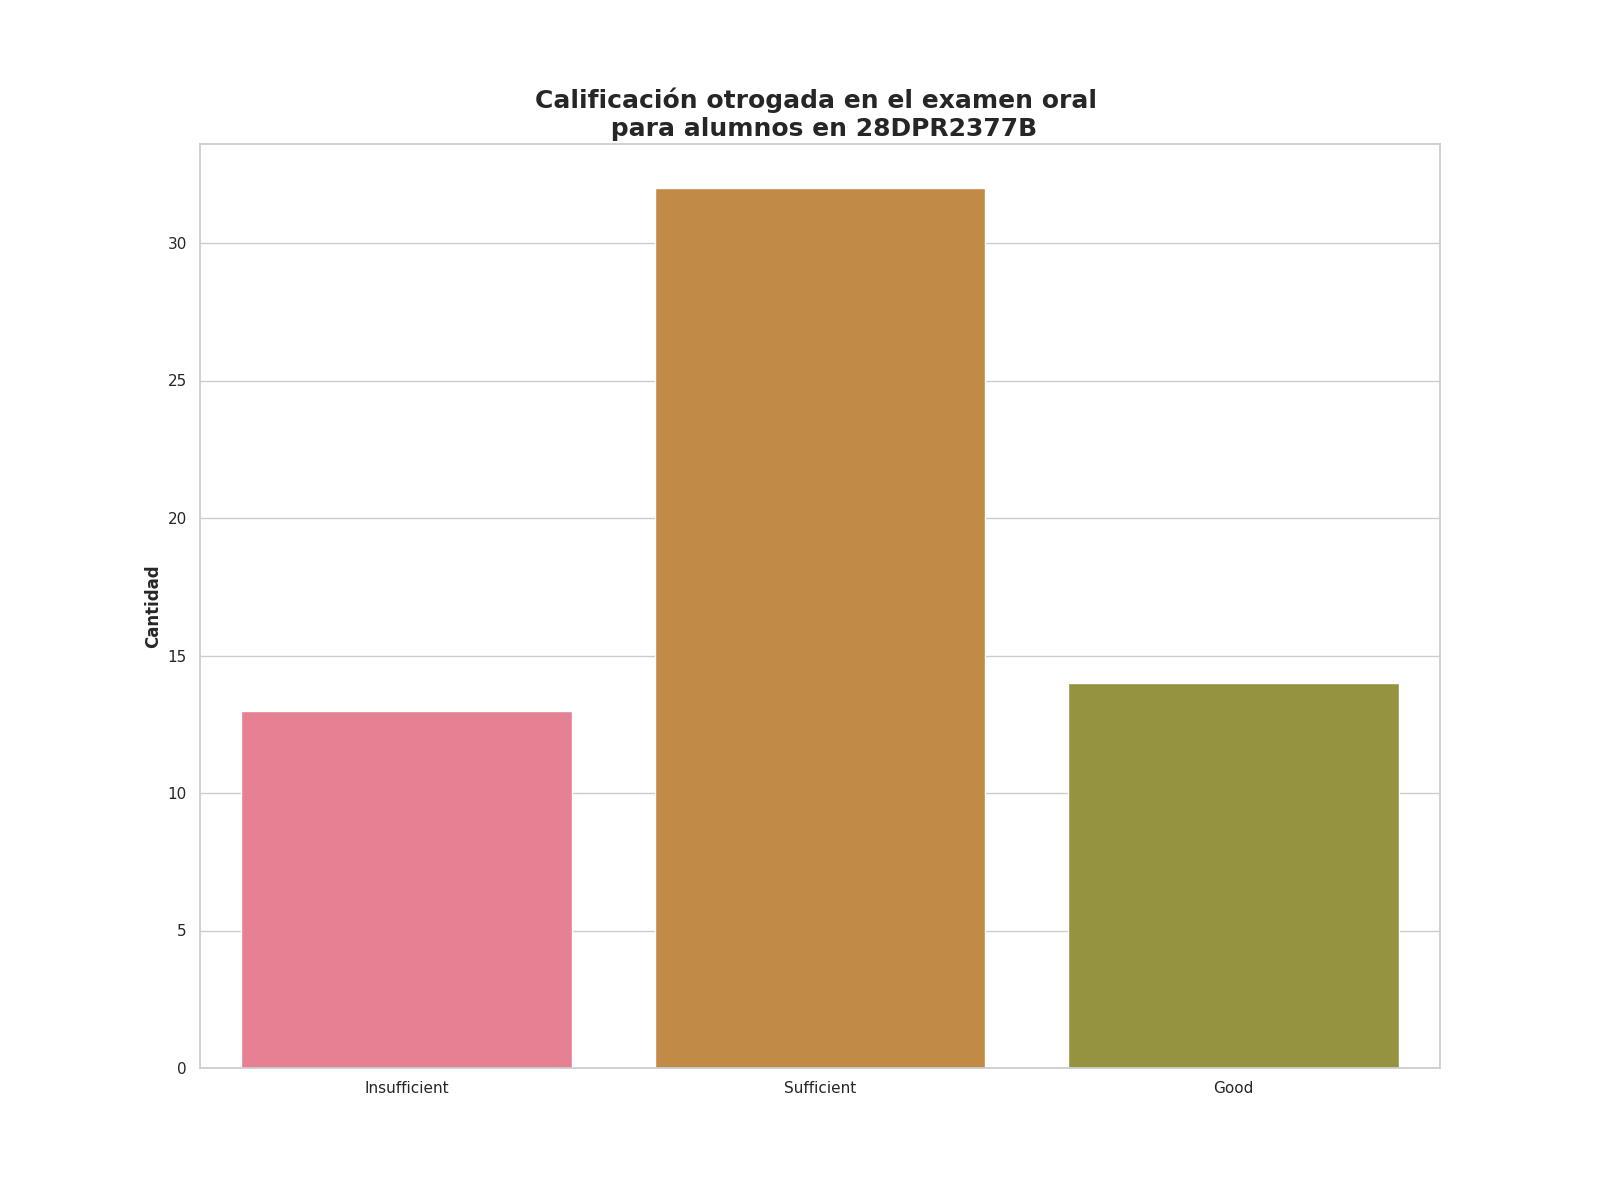 Calificación otrogada en el examen oral
para alumnos en 28DPR2377B
Cantidad
30
25
20
15
10
5
0
Insufficient
Sufficient
Good